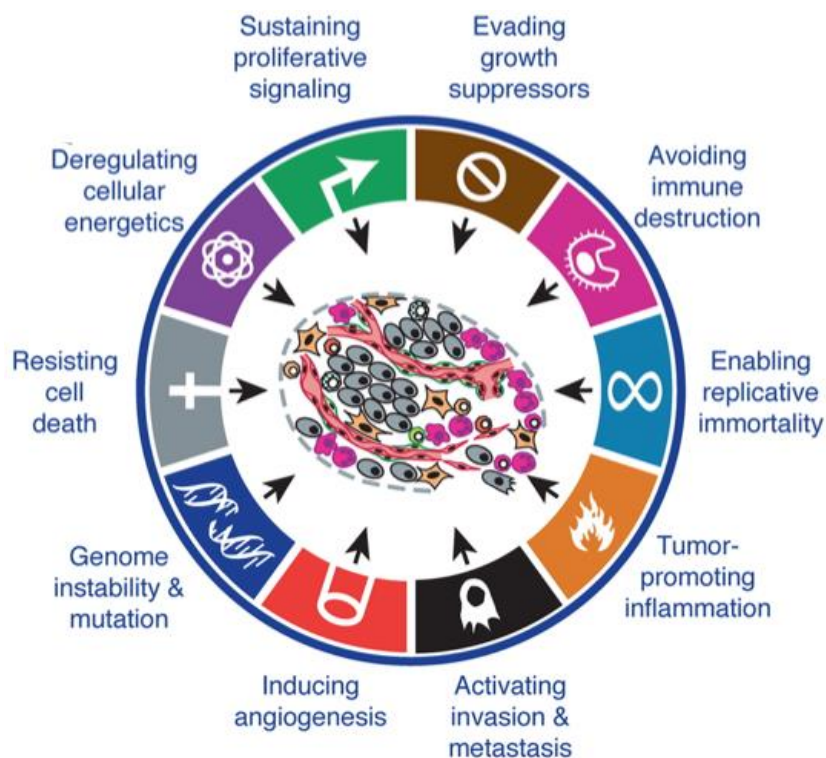 Sustaining
proliferative
signaling
Evading
growth
suppressors
Avoiding
immune
destruction
Enabling
replicative
immortality
Tumor-
promoting
inflammation
Activating
invasion &
metastasis
Inducing
angiogenesis
Genome
instability &
mutation
Resisting
cell
death
Deregulating
cellular
energetics